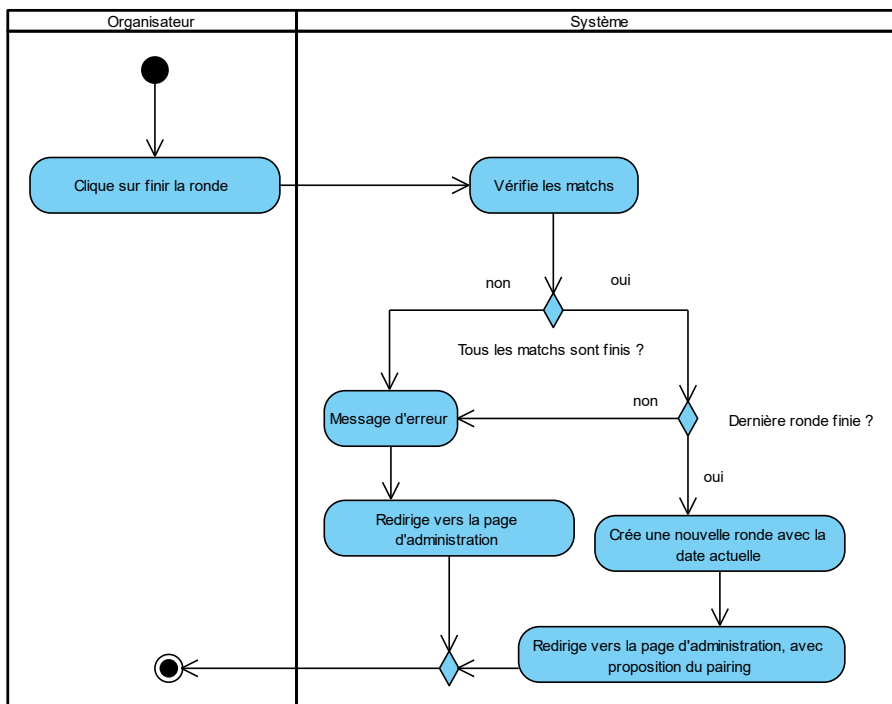 Organisateur
Système
Clique sur finir la ronde
Vérifie les matchs
non
oui
Tous les matchs sont finis ?
Message d'erreur
non
Dernière ronde finie ?
oui
Redirige vers la page
d'administration
Crée une nouvelle ronde avec la
date actuelle
Redirige vers la page d'administration, avec
proposition du pairing